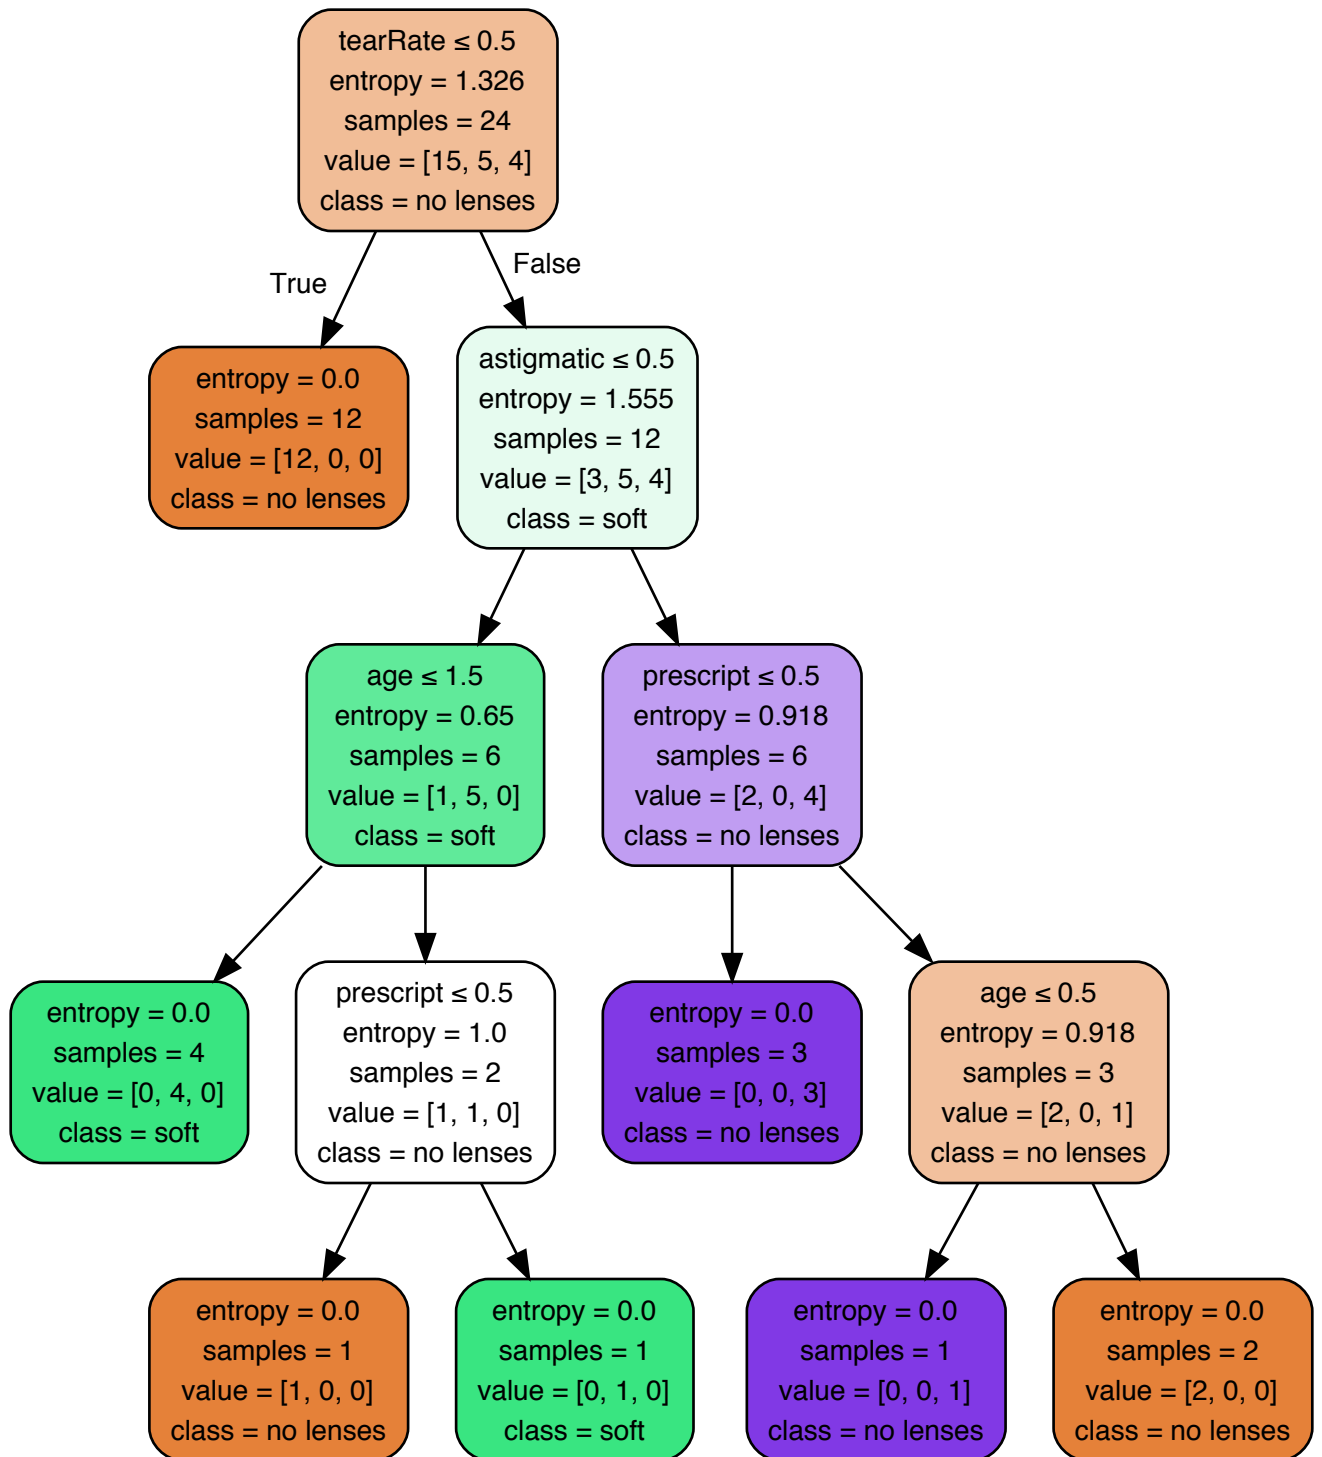 tearRate ≤ 0.5
entropy = 1.326
samples = 24
value = [15, 5, 4]
class = no lenses
True
False
entropy = 0.0
samples = 12
value = [12, 0, 0]
class = no lenses
astigmatic ≤ 0.5
entropy = 1.555
samples = 12
value = [3, 5, 4]
class = soft
age ≤ 1.5
entropy = 0.65
samples = 6
value = [1, 5, 0]
class = soft
prescript ≤ 0.5
entropy = 0.918
samples = 6
value = [2, 0, 4]
class = no lenses
entropy = 0.0
samples = 4
value = [0, 4, 0]
class = soft
prescript ≤ 0.5
entropy = 1.0
samples = 2
value = [1, 1, 0]
class = no lenses
entropy = 0.0
samples = 3
value = [0, 0, 3]
class = no lenses
age ≤ 0.5
entropy = 0.918
samples = 3
value = [2, 0, 1]
class = no lenses
entropy = 0.0
samples = 1
value = [1, 0, 0]
class = no lenses
entropy = 0.0
samples = 1
value = [0, 1, 0]
class = soft
entropy = 0.0
samples = 1
value = [0, 0, 1]
class = no lenses
entropy = 0.0
samples = 2
value = [2, 0, 0]
class = no lenses